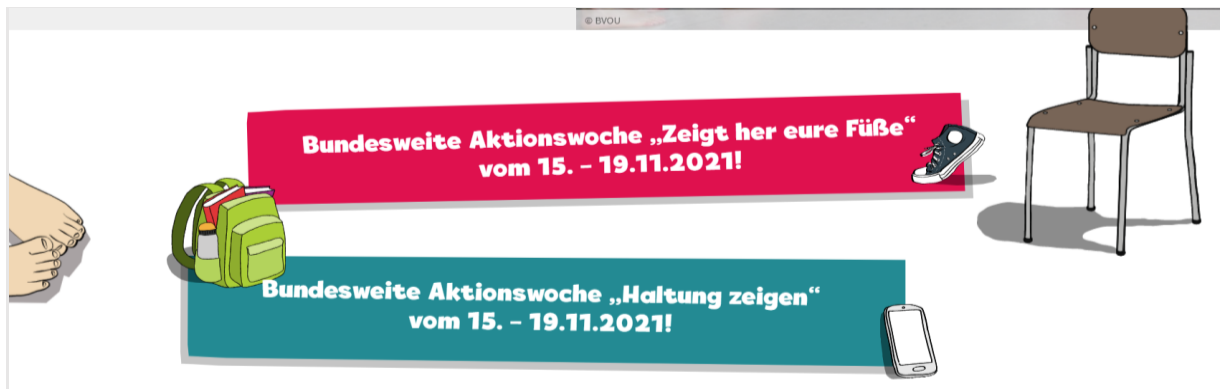 © BVOU
Bundesweite Aktionswoche „Zeigt her eure Füße“
vom 15. – 19.11.2021!
Bundesweite Aktionswoche „Haltung zeigen“
vom 15. – 19.11.2021!